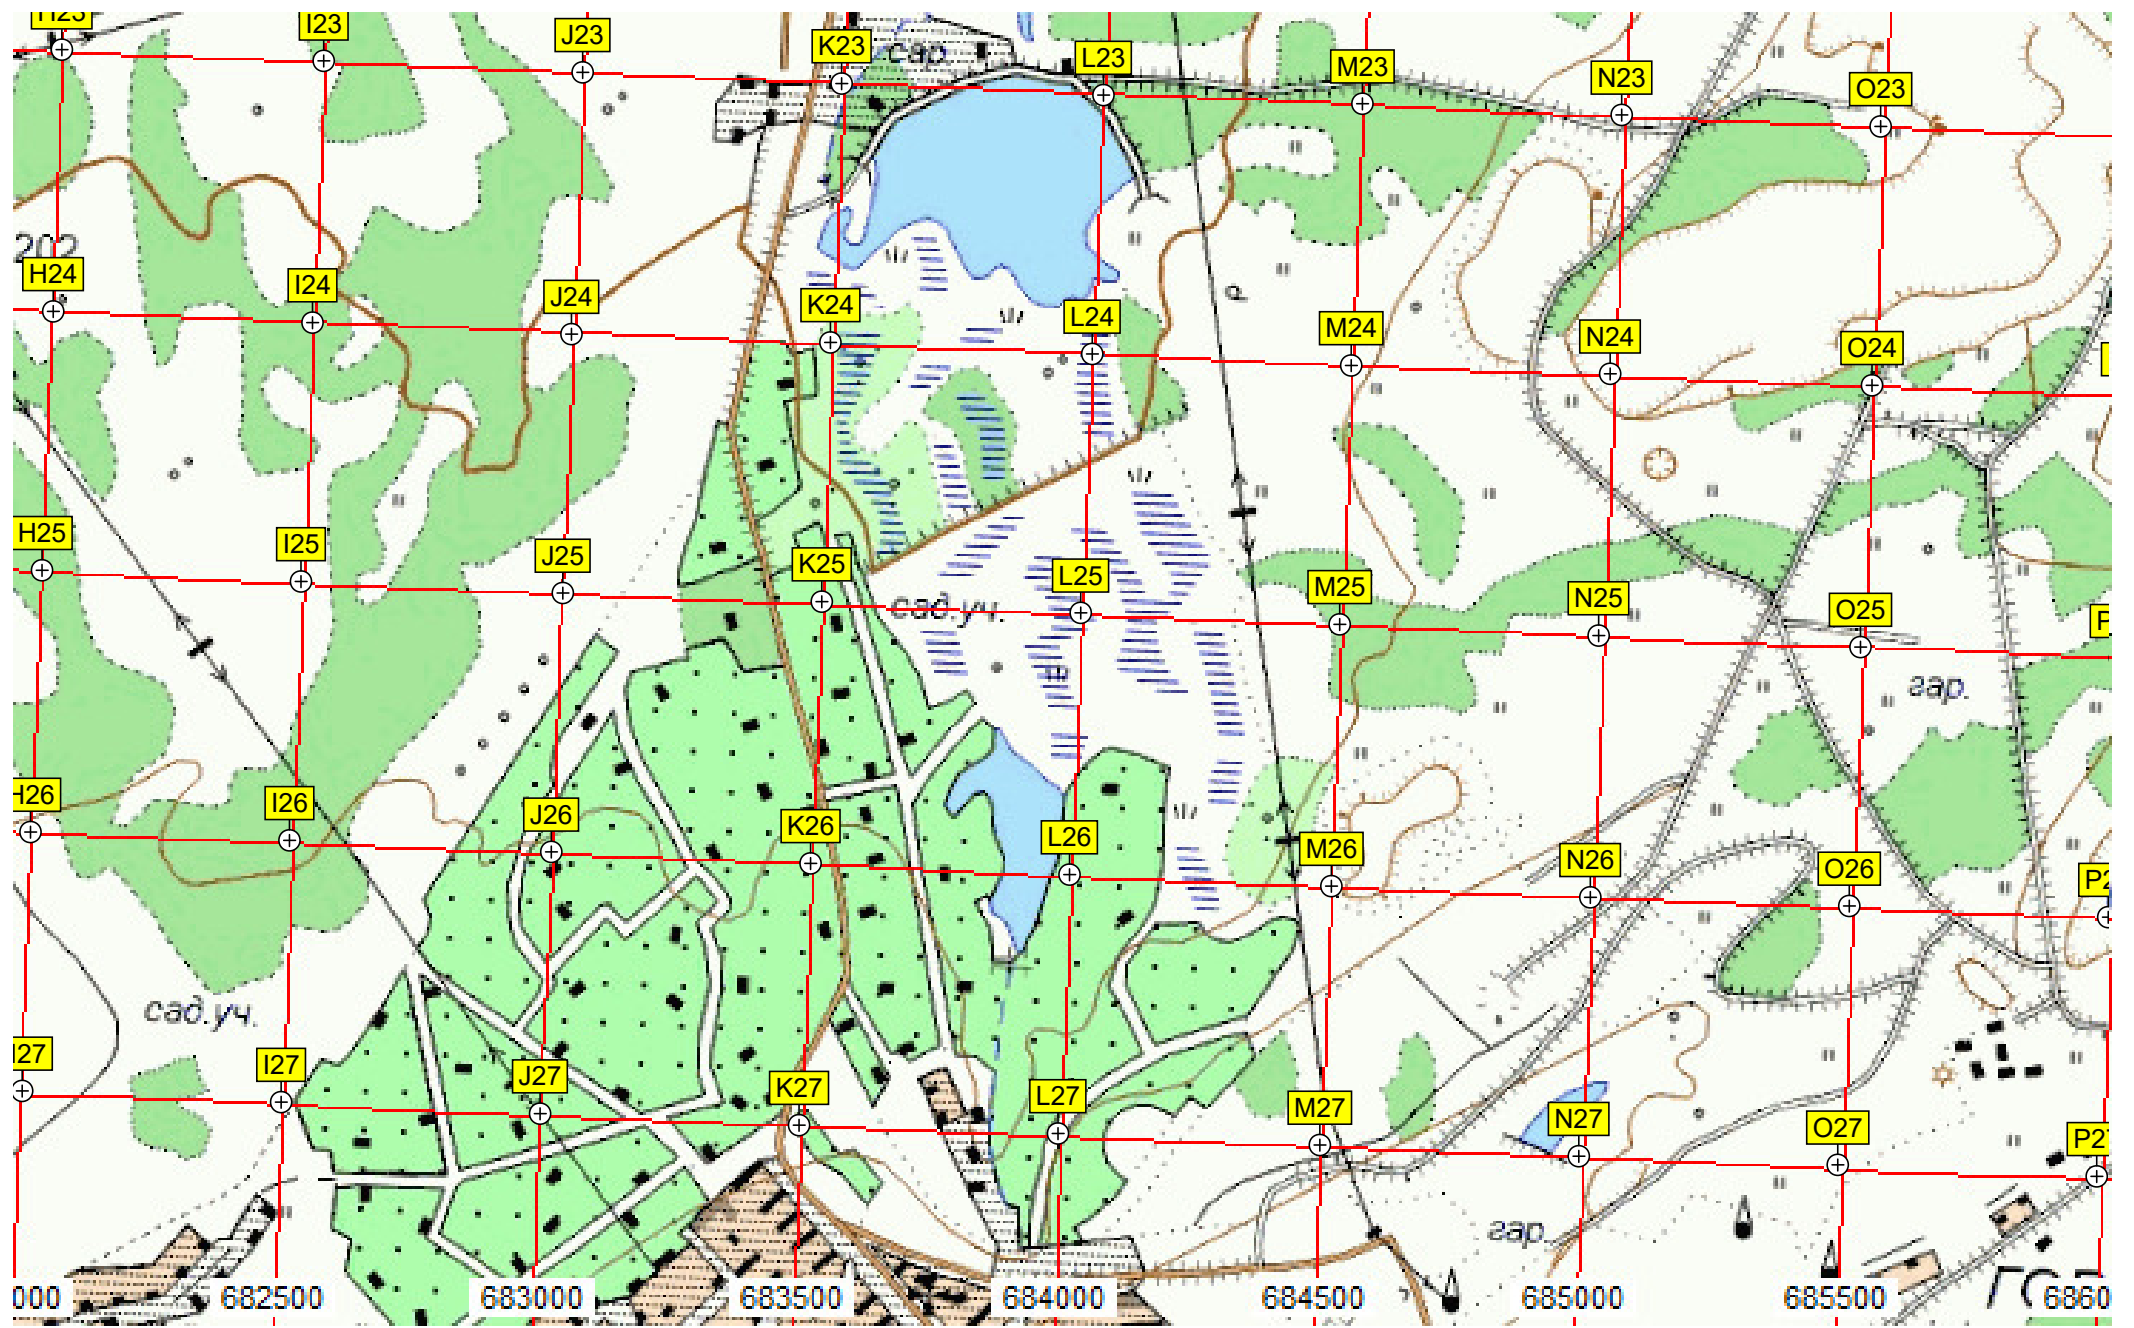 H23 I23 J23 K23 сар. L23 M23 N23 O23
202
H24 I24 J24 K24 L24 M24 N24 O24
H25 I25 J25 K25 L25 M25 N25 O25
сад.уч.
гар.
H26 I26 J26 K26 L26 M26 N26 O26
сад.уч.
I27 J27 K27 L27 M27 N27 O27 P27
гар.
000 682500 683000 683500 684000 684500 685000 685500 6860